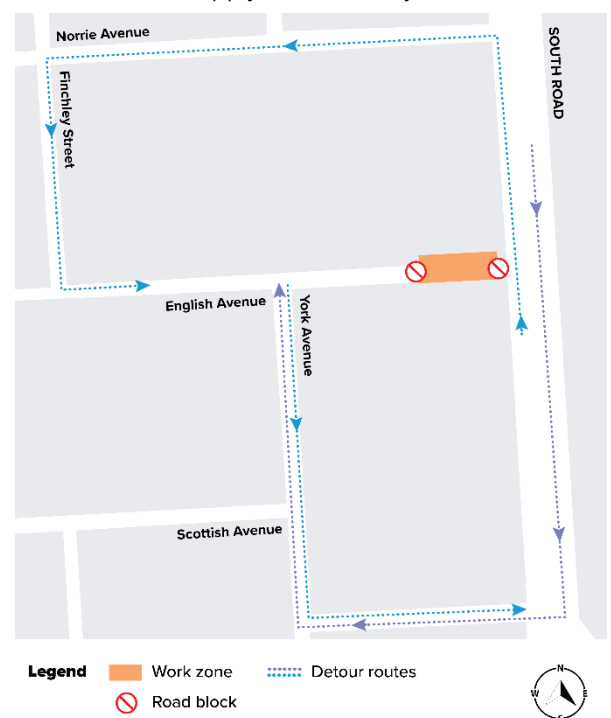 Norrie Avenue
SOUTH ROAD
Finchley Street
English Avenue
York Avenue
Scottish Avenue
Legend
Work zone
Detour routes
Road block
N
W
E
S